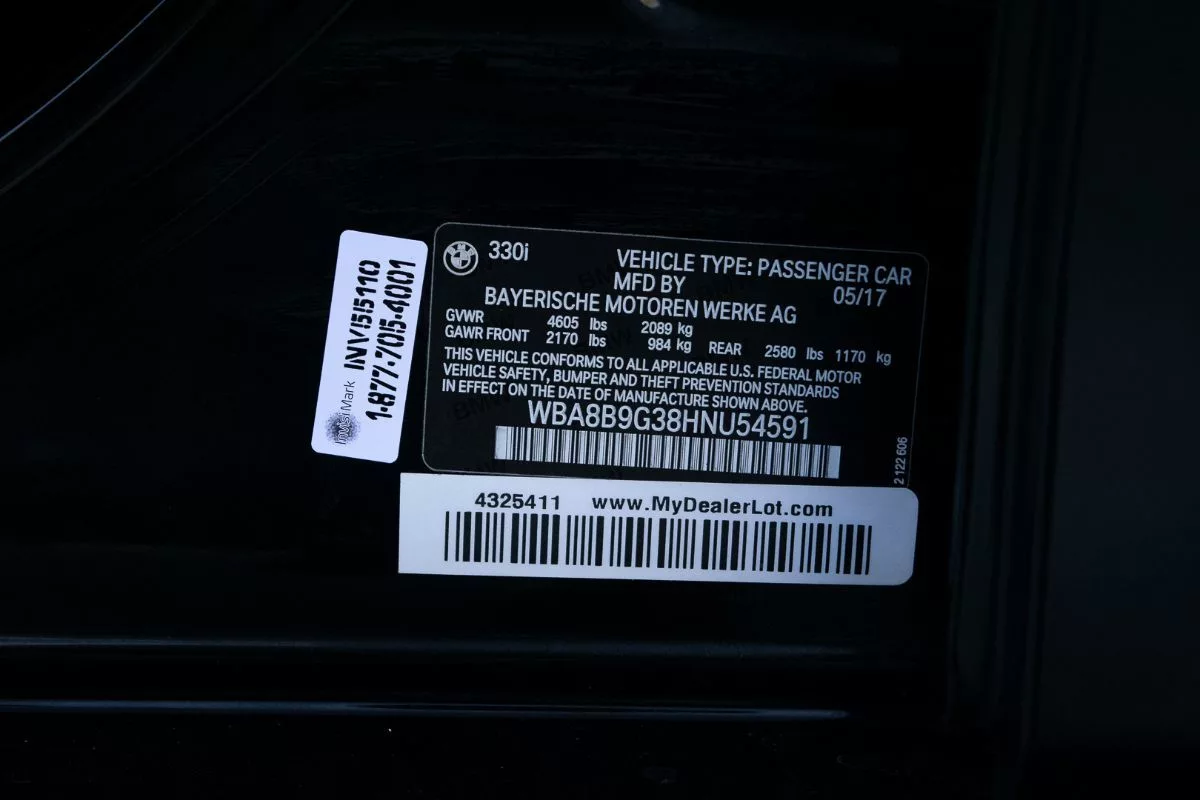 330i
VEHICLE TYPE: PASSENGER CAR
MFD BY
05/17
BAYERISCHE MOTOREN WERKE AG
GVWR 4605 lbs 2089 kg
GAWR FRONT 2170 lbs 984 kg REAR 2580 lbs 1170 kg
THIS VEHICLE CONFORMS TO ALL APPLICABLE U.S. FEDERAL MOTOR
VEHICLE SAFETY, BUMPER AND THEFT PREVENTION STANDARDS
IN EFFECT ON THE DATE OF MANUFACTURE SHOWN ABOVE.
WBA8B9G38HNU54591
2 122 606
InvisiMark INV515110
1-877-705-4001
4325411 www.MyDealerLot.com